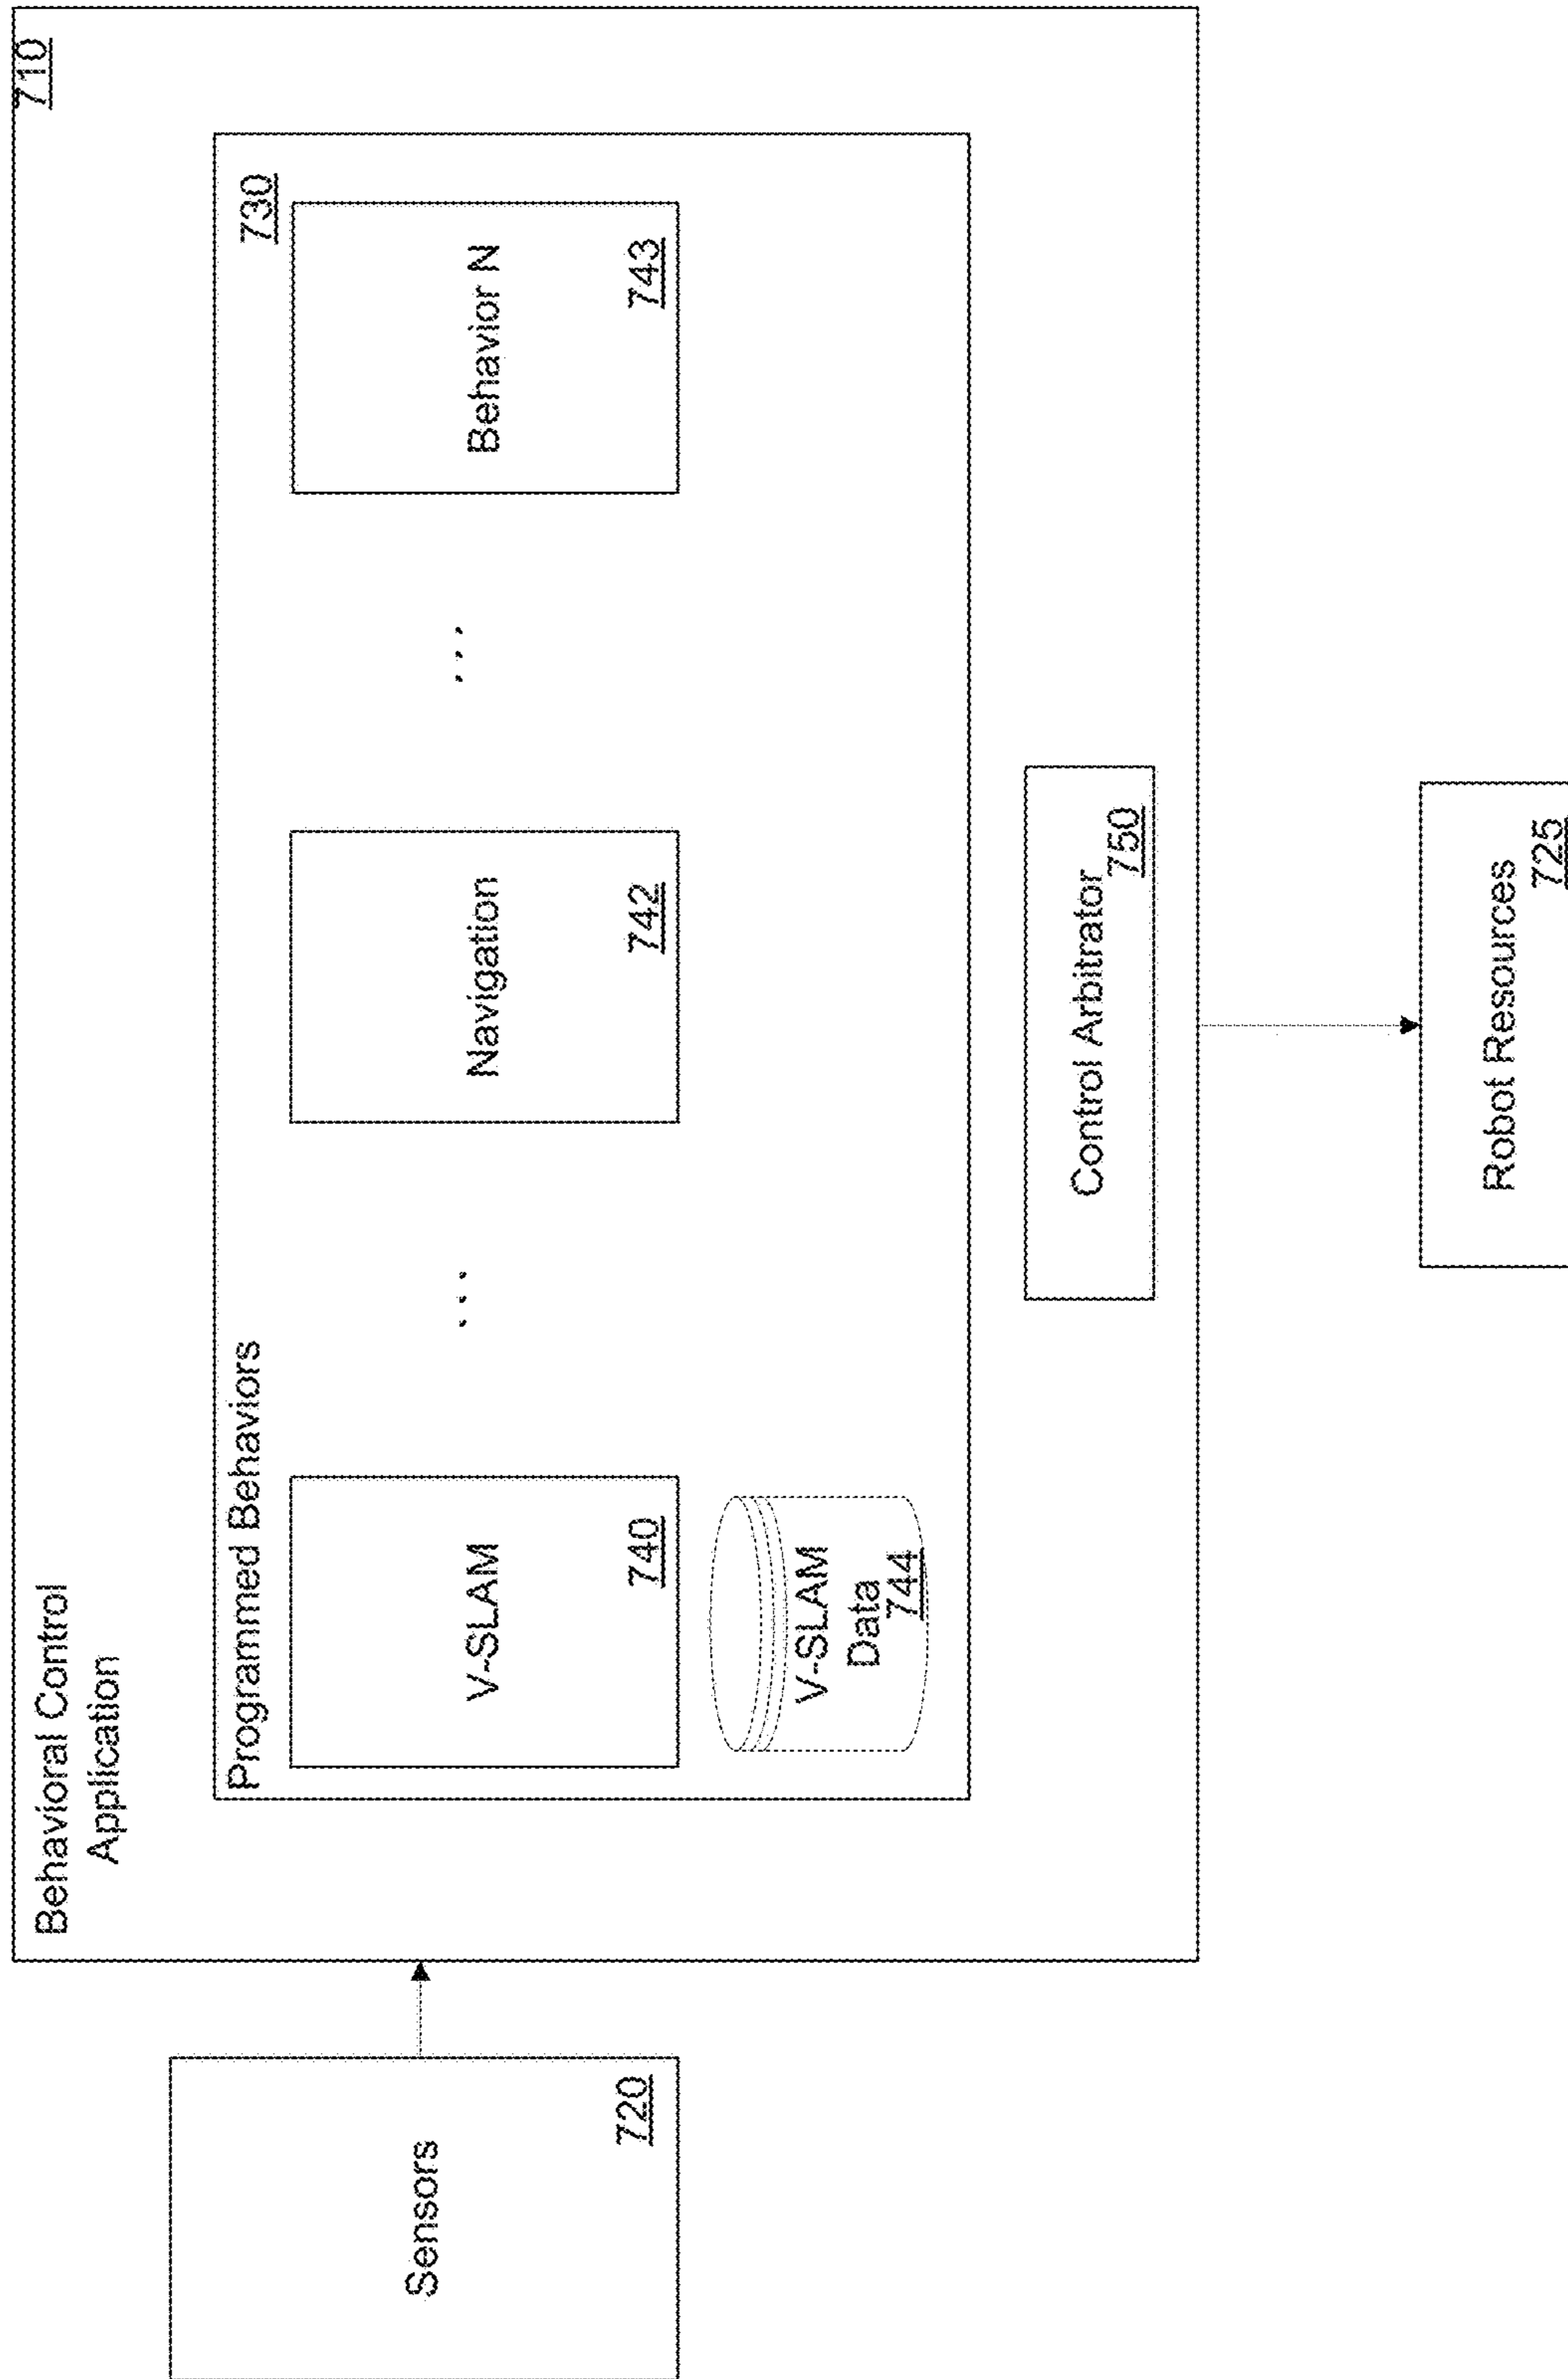 Behavioral Control
Application
710
Programmed Behaviors
730
Sensors
720
V-SLAM
740
...
Navigation
742
...
Behavior N
743
V-SLAM
Data
744
Control Arbitrator
750
Robot Resources
725